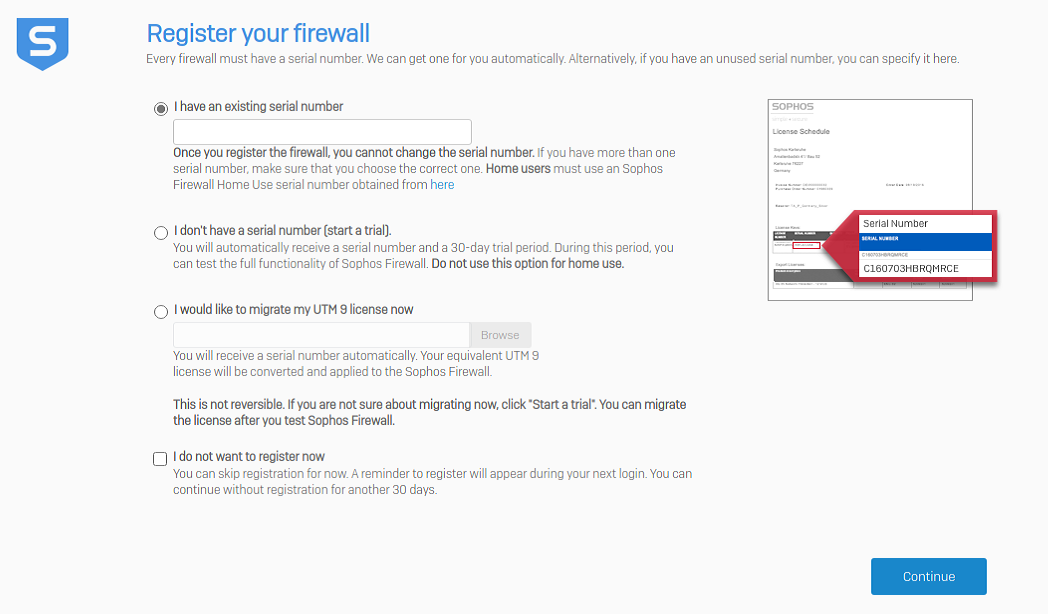 S
Register your firewall
Every firewall must have a serial number. We can get one for you automatically. Alternatively, if you have an unused serial number, you can specify it here.
I have an existing serial number
Once you register the firewall, you cannot change the serial number. If you have more than one
serial number, make sure that you choose the correct one. Home users must use an Sophos
Firewall Home Use serial number obtained from here
I don't have a serial number (start a trial).
You will automatically receive a serial number and a 30-day trial period. During this period, you
can test the full functionality of Sophos Firewall. Do not use this option for home use.
I would like to migrate my UTM 9 license now
Browse
You will receive a serial number automatically. Your equivalent UTM 9
license will be converted and applied to the Sophos Firewall.
This is not reversible. If you are not sure about migrating now, click "Start a trial". You can migrate
the license after you test Sophos Firewall.
I do not want to register now
You can skip registration for now. A reminder to register will appear during your next login. You can
continue without registration for another 30 days.
SOPHOS
License Schedule
Sophos Karlsruhe
Germany
Serial Number
SERIAL NUMBER
C160703HBRQMRCE
C160703HBRQMRCE
Continue